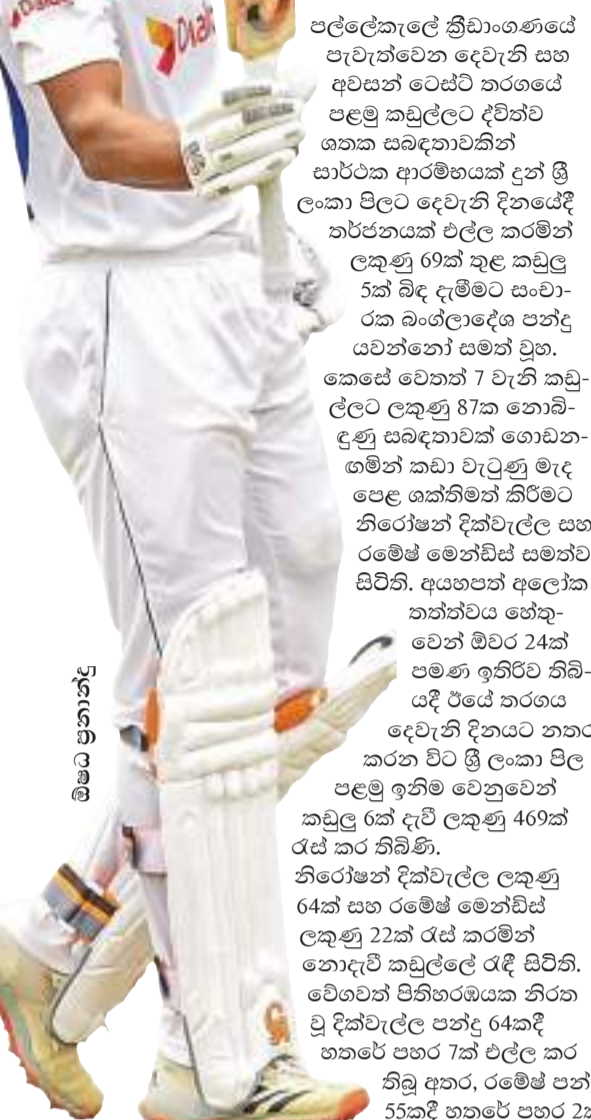 පල්ලේකැලේ ක්‍රීඩාංගණයේ
පැවැත්වෙන දෙවැනි සහ
අවසන් ටෙස්ට් තරගයේ
පළමු කඩුල්ලට ද්විත්ව
ශතක සබඳතාවකින්
සාර්ථක ආරම්භයක් දුන් ශ්‍රී
ලංකා පිලට දෙවැනි දිනයේදී
තර්ජනයක් එල්ල කරමින්
ලකුණු 69ක් තුළ කඩුලු
5ක් බිඳ දැමීමට සංචා-
රක බංග්ලාදේශ පන්දු
යවන්නෝ සමත් වූහ.
කෙසේ වෙතත් 7 වැනි කඩු-
ල්ලට ලකුණු 87ක නොබි-
ඳුණු සබඳතාවක් ගොඩන-
ඟමින් කඩා වැටුණු මැද
පෙළ ශක්තිමත් කිරීමට
නිරෝෂන් දික්වැල්ල සහ
රමේෂ් මෙන්ඩිස් සමත්ව
සිටිති. අයහපත් අලෝක
තත්ත්වය හේතු-
වෙන් ඕවර 24ක්
පමණ ඉතිරිව තිබි-
යදී ඊයේ තරගය
දෙවැනි දිනයට නතර
කරන විට ශ්‍රී ලංකා පිල
පළමු ඉනිම වෙනුවෙන්
කඩුලු 6ක් දැවී ලකුණු 469ක්
රැස් කර තිබිණි.
නිරෝෂන් දික්වැල්ල ලකුණු
64ක් සහ රමේෂ් මෙන්ඩිස්
ලකුණු 22ක් රැස් කරමින්
නොදැවී කඩුල්ලේ රැඳී සිටිති.
වේගවත් පිතිහරඹයක නිරත
වූ දික්වැල්ල පන්දු 64කදී
හතරේ පහර 7ක් එල්ල කර
තිබූ අතර, රමේෂ් පන්
55කදී හතරේ පහර 2ක්
ඕෂධ ප්‍රනාන්දු